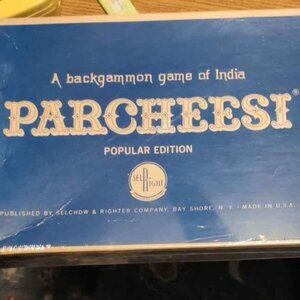 A backgammon game of India
PARCHEESI®
POPULAR EDITION
SELRIGHT
PUBLISHED BY SELCHOW & RIGHTER COMPANY, BAY SHORE, N. Y. - MADE IN U.S.A.